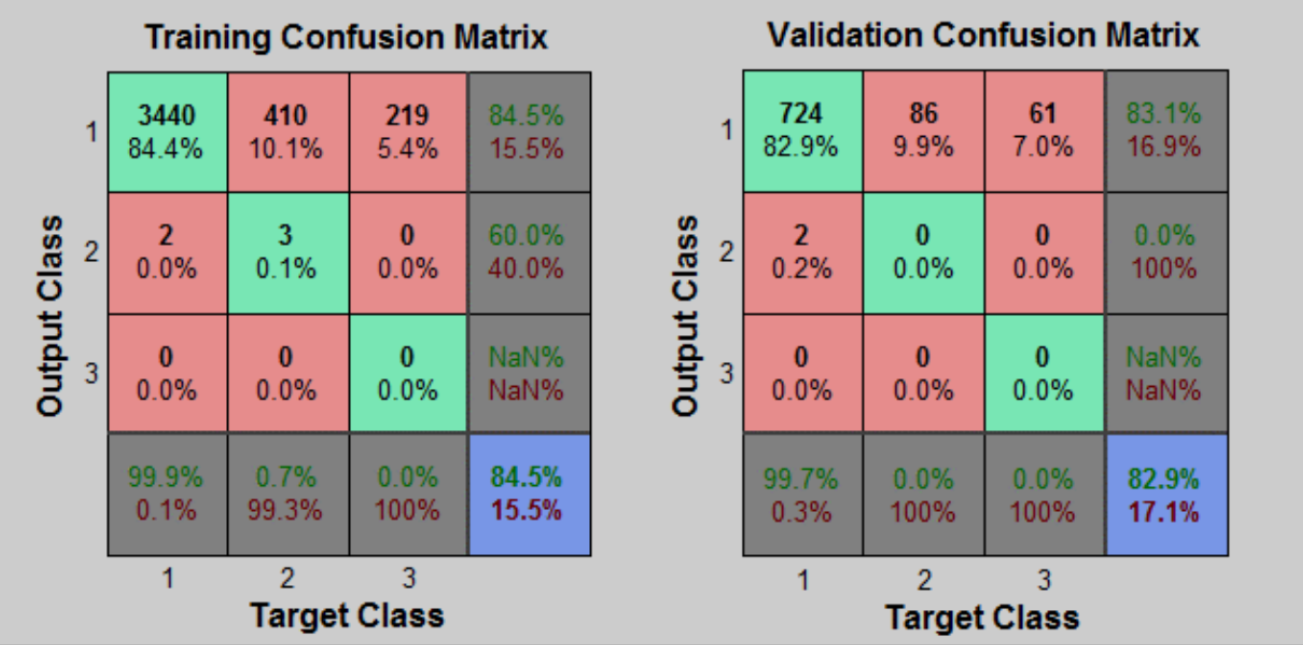 Training Confusion Matrix
1
3440 410 219 84.5%
84.4% 10.1% 5.4% 15.5%
2
2 3 0 60.0%
0.0% 0.1% 0.0% 40.0%
3
0 0 0 NaN%
0.0% 0.0% 0.0% NaN%
99.9% 0.7% 0.0% 84.5%
0.1% 99.3% 100% 15.5%
1 2 3
Target Class
Output Class
Validation Confusion Matrix
1
724 86 61 83.1%
82.9% 9.9% 7.0% 16.9%
2
2 0 0 0.0%
0.2% 0.0% 0.0% 100%
3
0 0 0 NaN%
0.0% 0.0% 0.0% NaN%
99.7% 0.0% 0.0% 82.9%
0.3% 100% 100% 17.1%
1 2 3
Target Class
Output Class